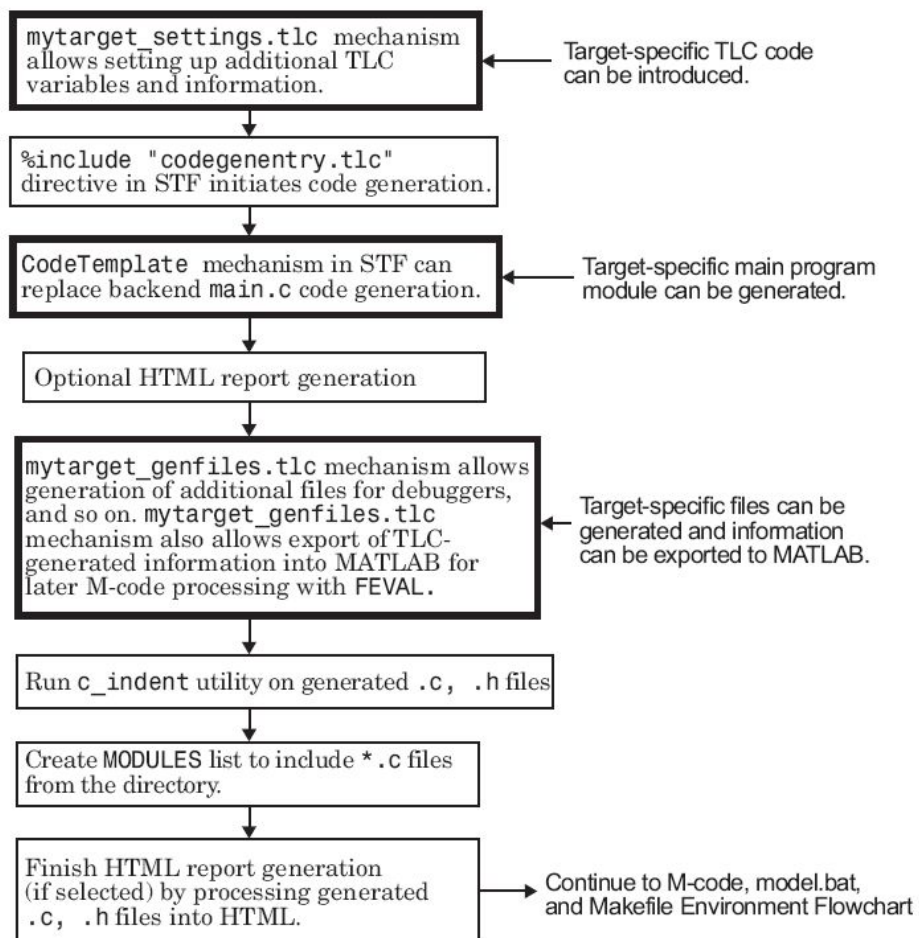 mytarget_settings.tlc mechanism
allows setting up additional TLC
variables and information.
Target-specific TLC code
can be introduced.
%include "codegenentry.tlc"
directive in STF initiates code generation.
CodeTemplate mechanism in STF can
replace backend main.c code generation.
Target-specific main program
module can be generated.
Optional HTML report generation
mytarget_genfiles.tlc mechanism allows
generation of additional files for debuggers,
and so on. mytarget_genfiles.tlc
mechanism also allows export of TLC-
generated information into MATLAB for
later M-code processing with FEVAL.
Target-specific files can be
generated and information
can be exported to MATLAB.
Run c_indent utility on generated .c, .h files
Create MODULES list to include *.c files
from the directory.
Finish HTML report generation
(if selected) by processing generated
.c, .h files into HTML.
Continue to M-code, model.bat,
and Makefile Environment Flowchart